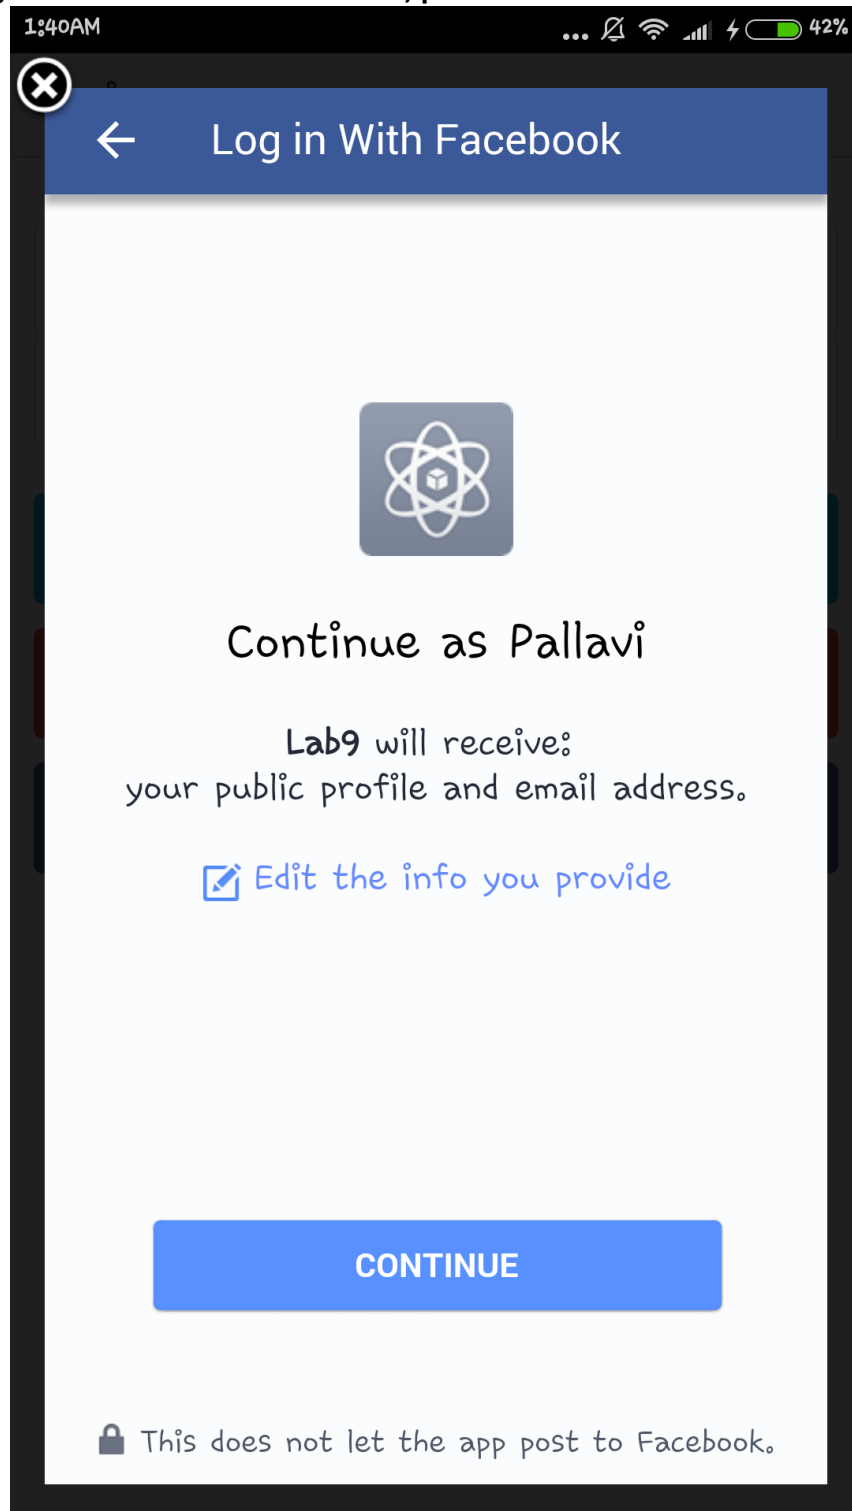 1:40AM
42%
Log in With Facebook
Continue as Pallavi
Lab9 will receive:
your public profile and email address.
Edit the info you provide
CONTINUE
This does not let the app post to Facebook.